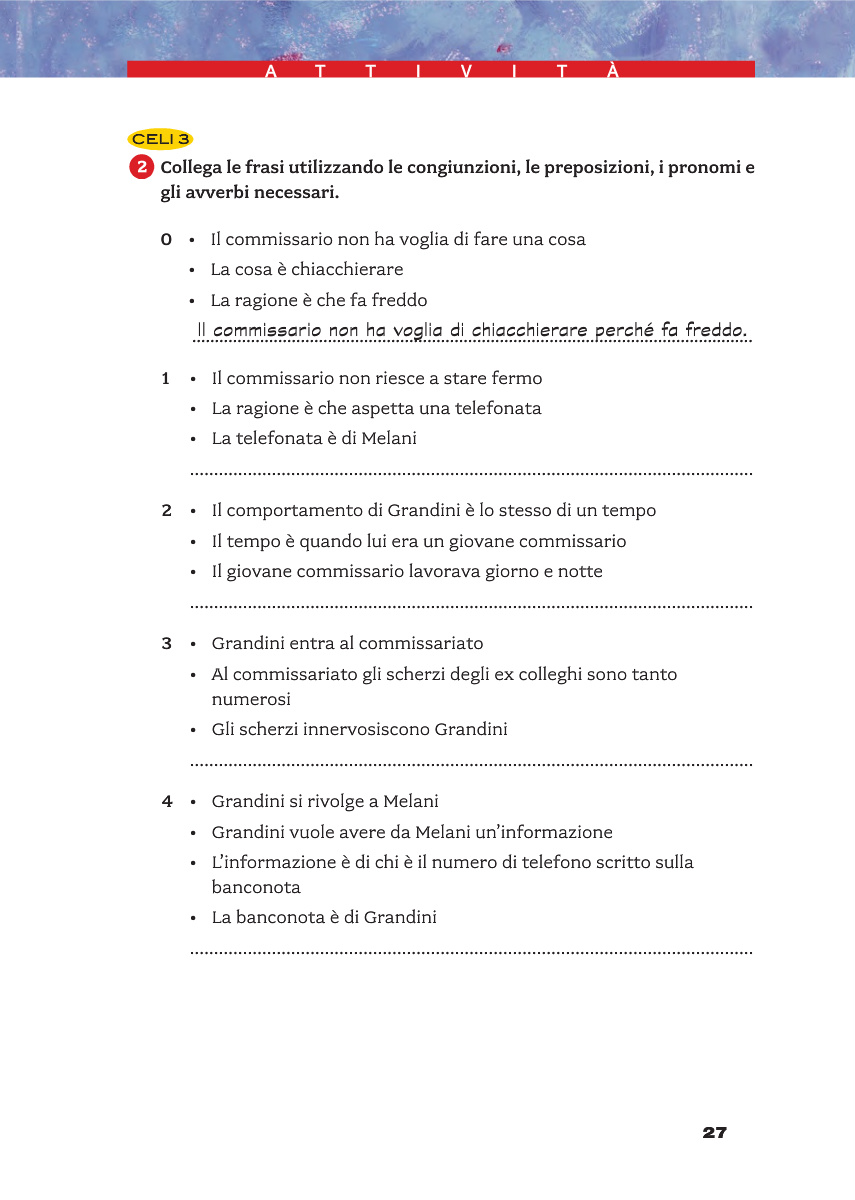 ATTIVITÀ
CELI 3
2 Collega le frasi utilizzando le congiunzioni, le preposizioni, i pronomi e
gli avverbi necessari.
0 • Il commissario non ha voglia di fare una cosa
• La cosa è chiacchierare
• La ragione è che fa freddo
Il commissario non ha voglia di chiacchierare perché fa freddo.
1 • Il commissario non riesce a stare fermo
• La ragione è che aspetta una telefonata
• La telefonata è di Melani
2 • Il comportamento di Grandini è lo stesso di un tempo
• Il tempo è quando lui era un giovane commissario
• Il giovane commissario lavorava giorno e notte
3 • Grandini entra al commissariato
• Al commissariato gli scherzi degli ex colleghi sono tanto
numerosi
• Gli scherzi innervosiscono Grandini
4 • Grandini si rivolge a Melani
• Grandini vuole avere da Melani un'informazione
• L'informazione è di chi è il numero di telefono scritto sulla
banconota
• La banconota è di Grandini
27